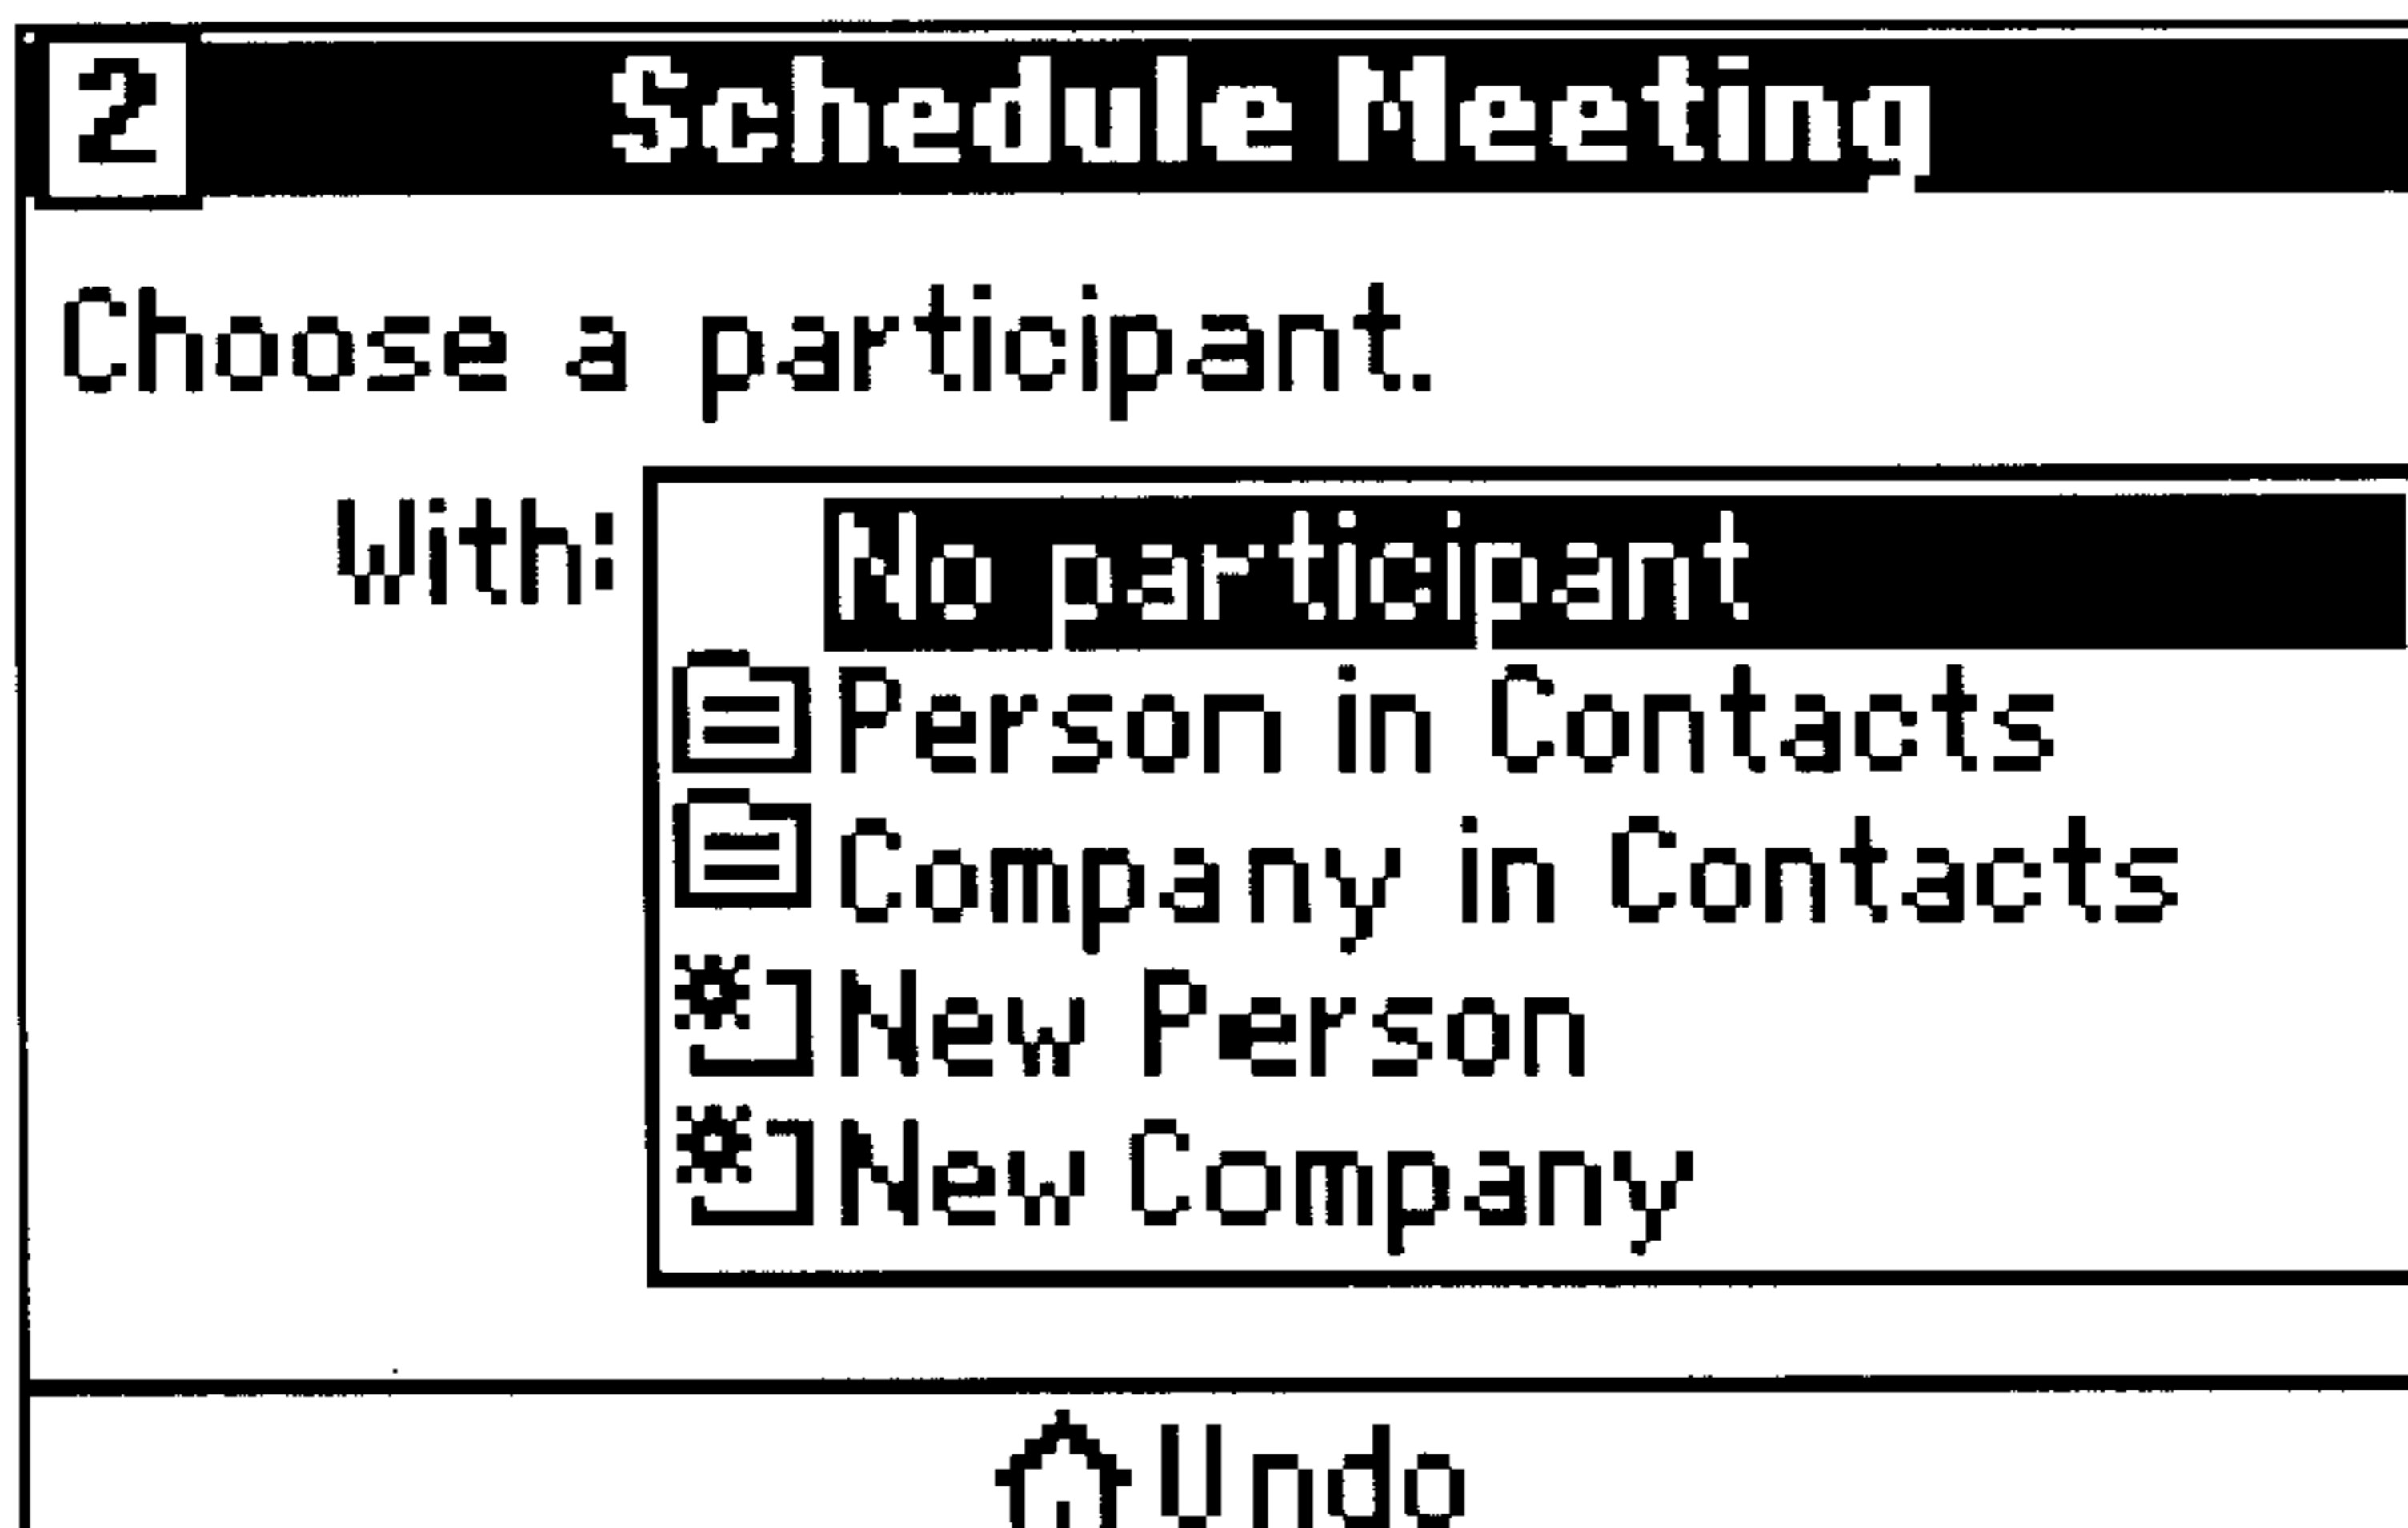 2 Schedule Meeting
Choose a participant.
With: No participant
Person in Contacts
Company in Contacts
New Person
New Company
Undo